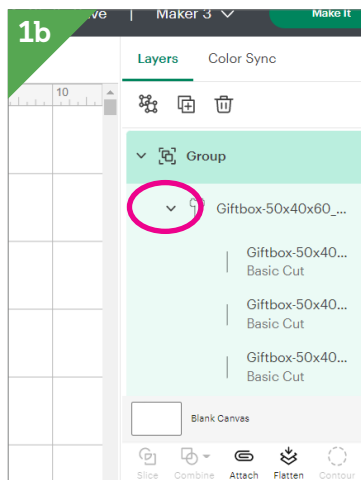 1b
Maker 3
Make It
Layers Color Sync
10
Group
Giftbox-50x40x60_...
Giftbox-50x40...
Basic Cut
Giftbox-50x40...
Basic Cut
Giftbox-50x40...
Basic Cut
Blank Canvas
Slice Combine Attach Flatten Contour